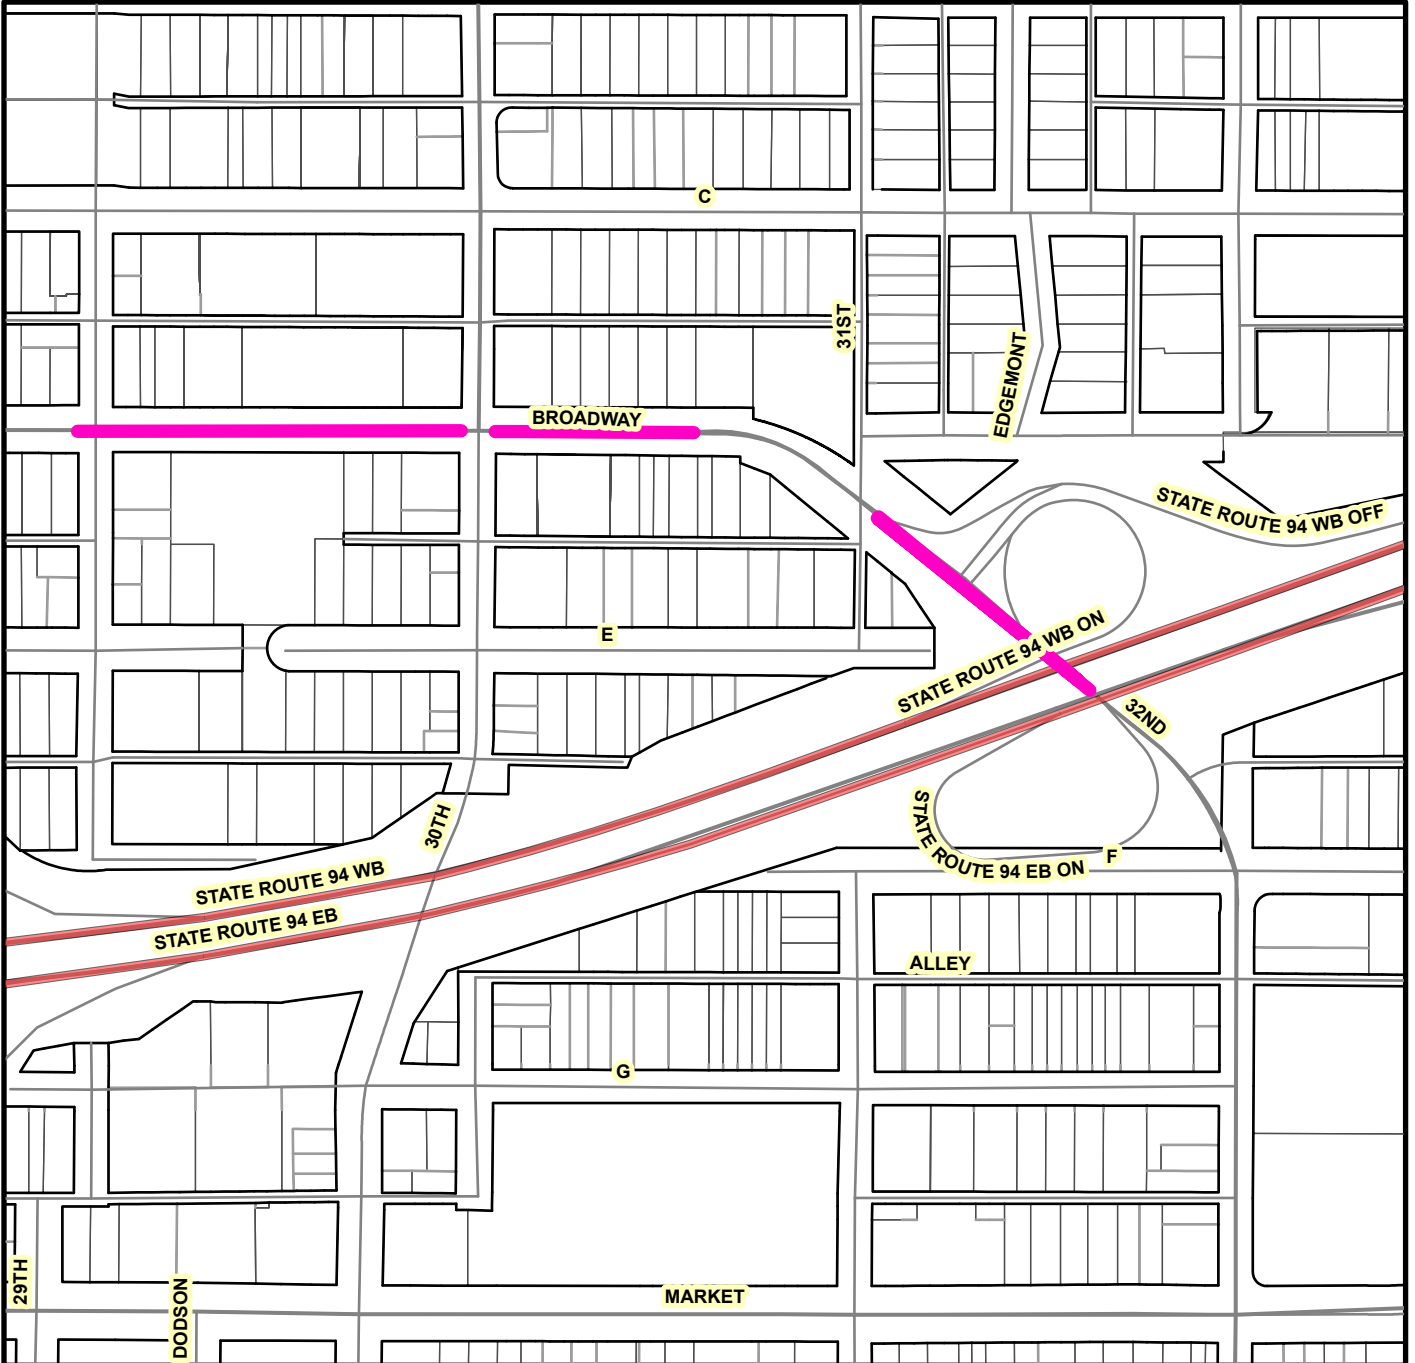 C
31ST
EDGEMONT
BROADWAY
STATE ROUTE 94 WB OFF
E
STATE ROUTE 94 WB ON
32ND
30TH
STATE ROUTE 94 EB ON
F
STATE ROUTE 94 WB
STATE ROUTE 94 EB
ALLEY
G
29TH
DODSON
MARKET